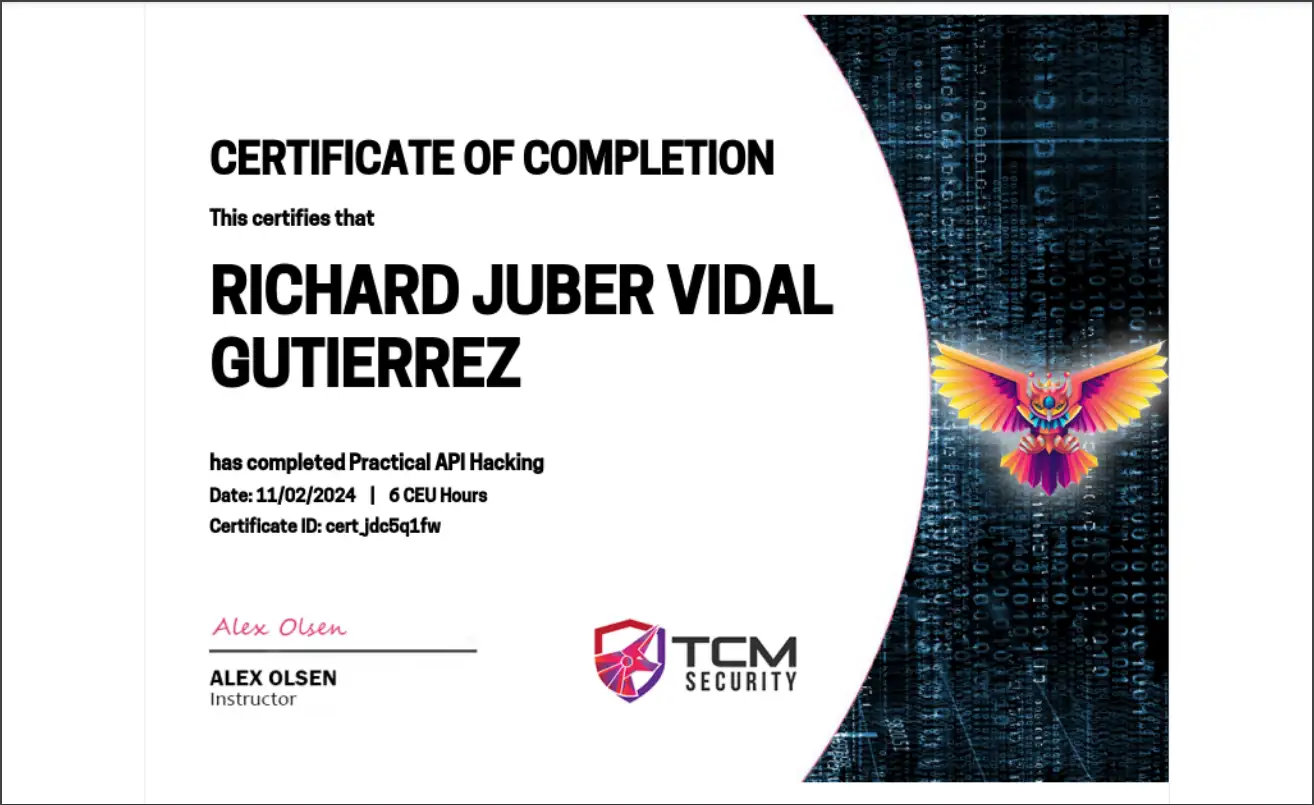 CERTIFICATE OF COMPLETION
This certifies that
RICHARD JUBER VIDAL
GUTIERREZ
has completed Practical API Hacking
Date: 11/02/2024 | 6 CEU Hours
Certificate ID: cert_jdc5q1fw
Alex Olsen
ALEX OLSEN
Instructor
TCM
SECURITY